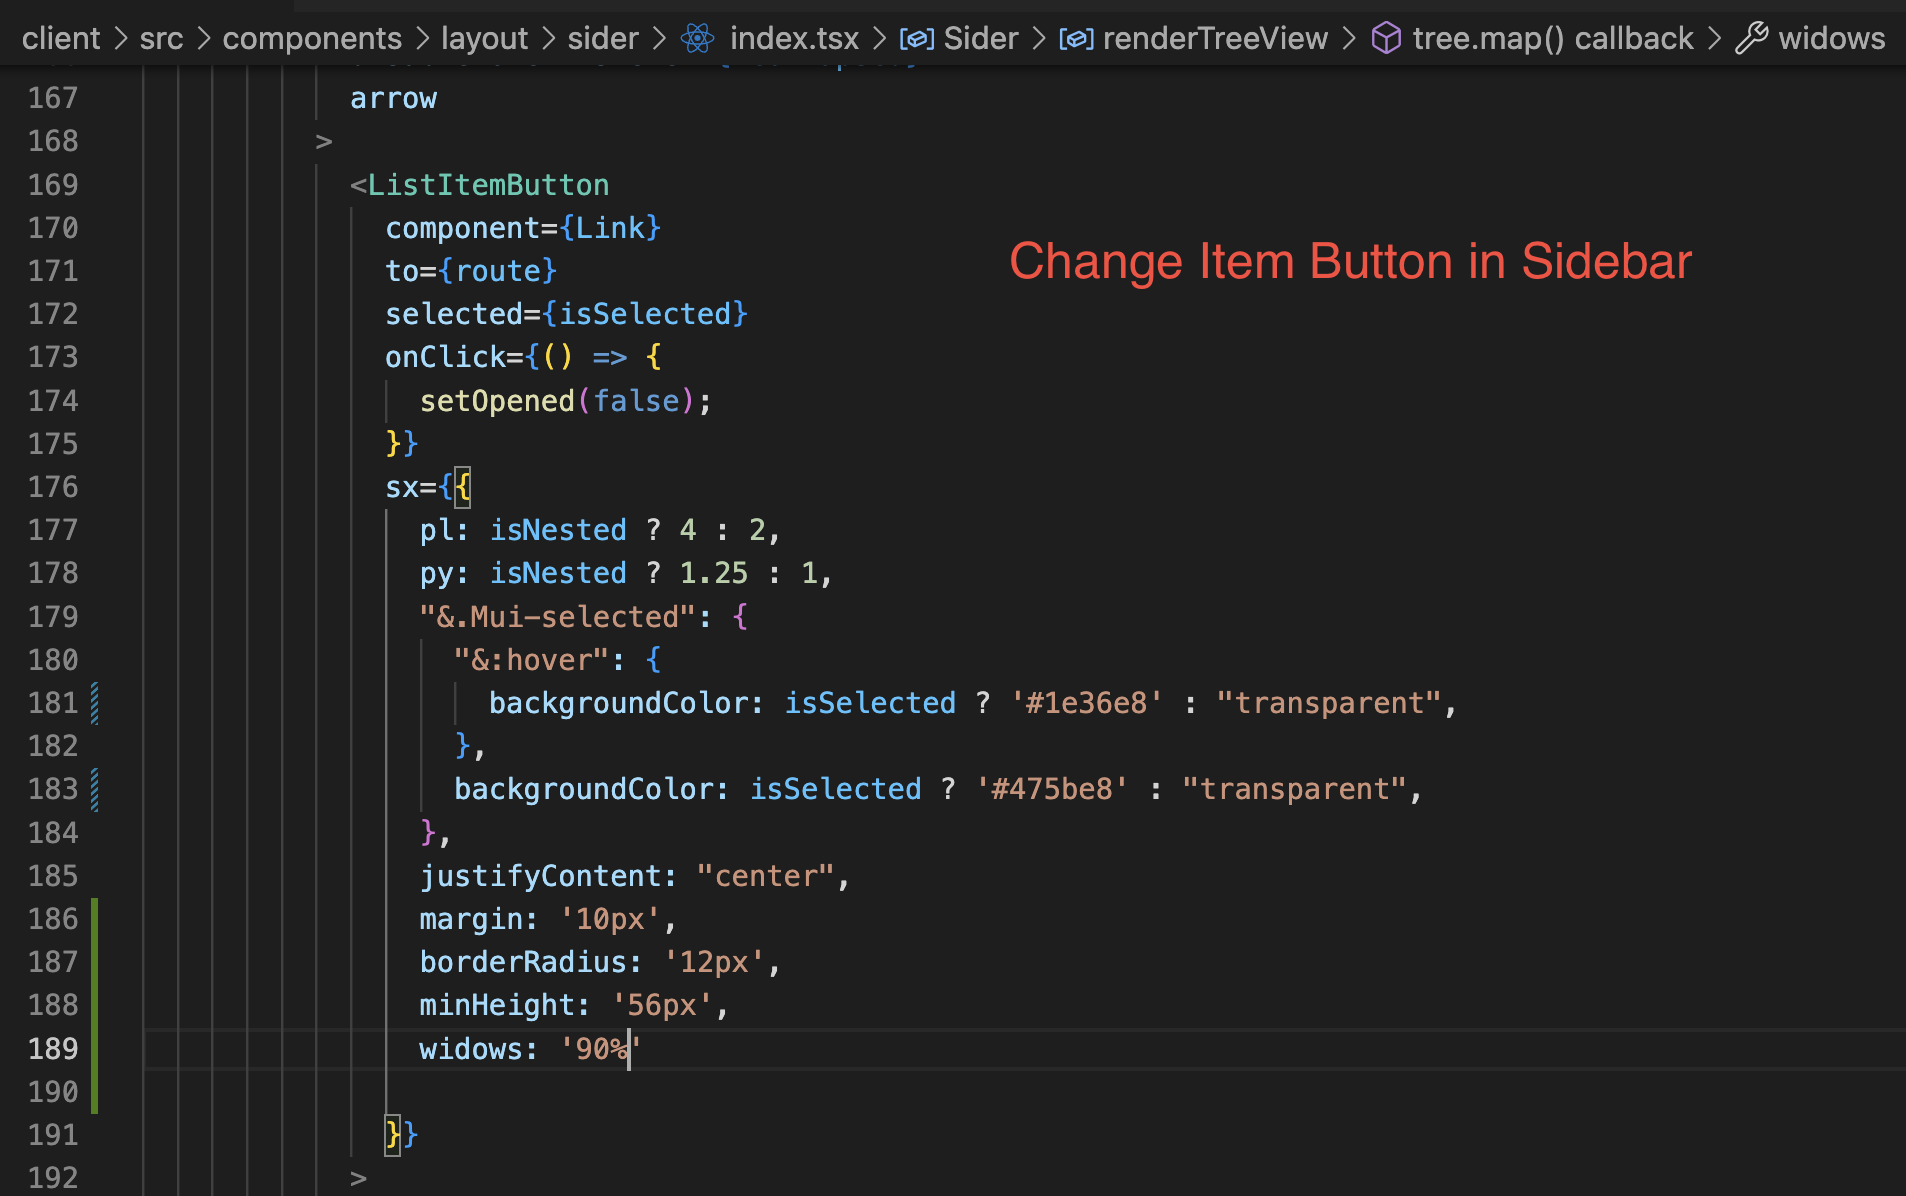 client > src > components > layout > sider > index.tsx > Sider > renderTreeView > tree.map() callback > widows
167 arrow
168 >
169 <ListItemButton
170 component={Link}
171 to={route}
172 selected={isSelected}
173 onClick={() => {
174 setOpened(false);
175 }}
176 sx={{
177 pl: isNested ? 4 : 2,
178 py: isNested ? 1.25 : 1,
179 "&.Mui-selected": {
180 "&:hover": {
181 backgroundColor: isSelected ? '#1e36e8' : "transparent",
182 },
183 backgroundColor: isSelected ? '#475be8' : "transparent",
184 },
185 justifyContent: "center",
186 margin: '10px',
187 borderRadius: '12px',
188 minHeight: '56px',
189 widows: '90%'
190
191 }}
192 >
Change Item Button in Sidebar